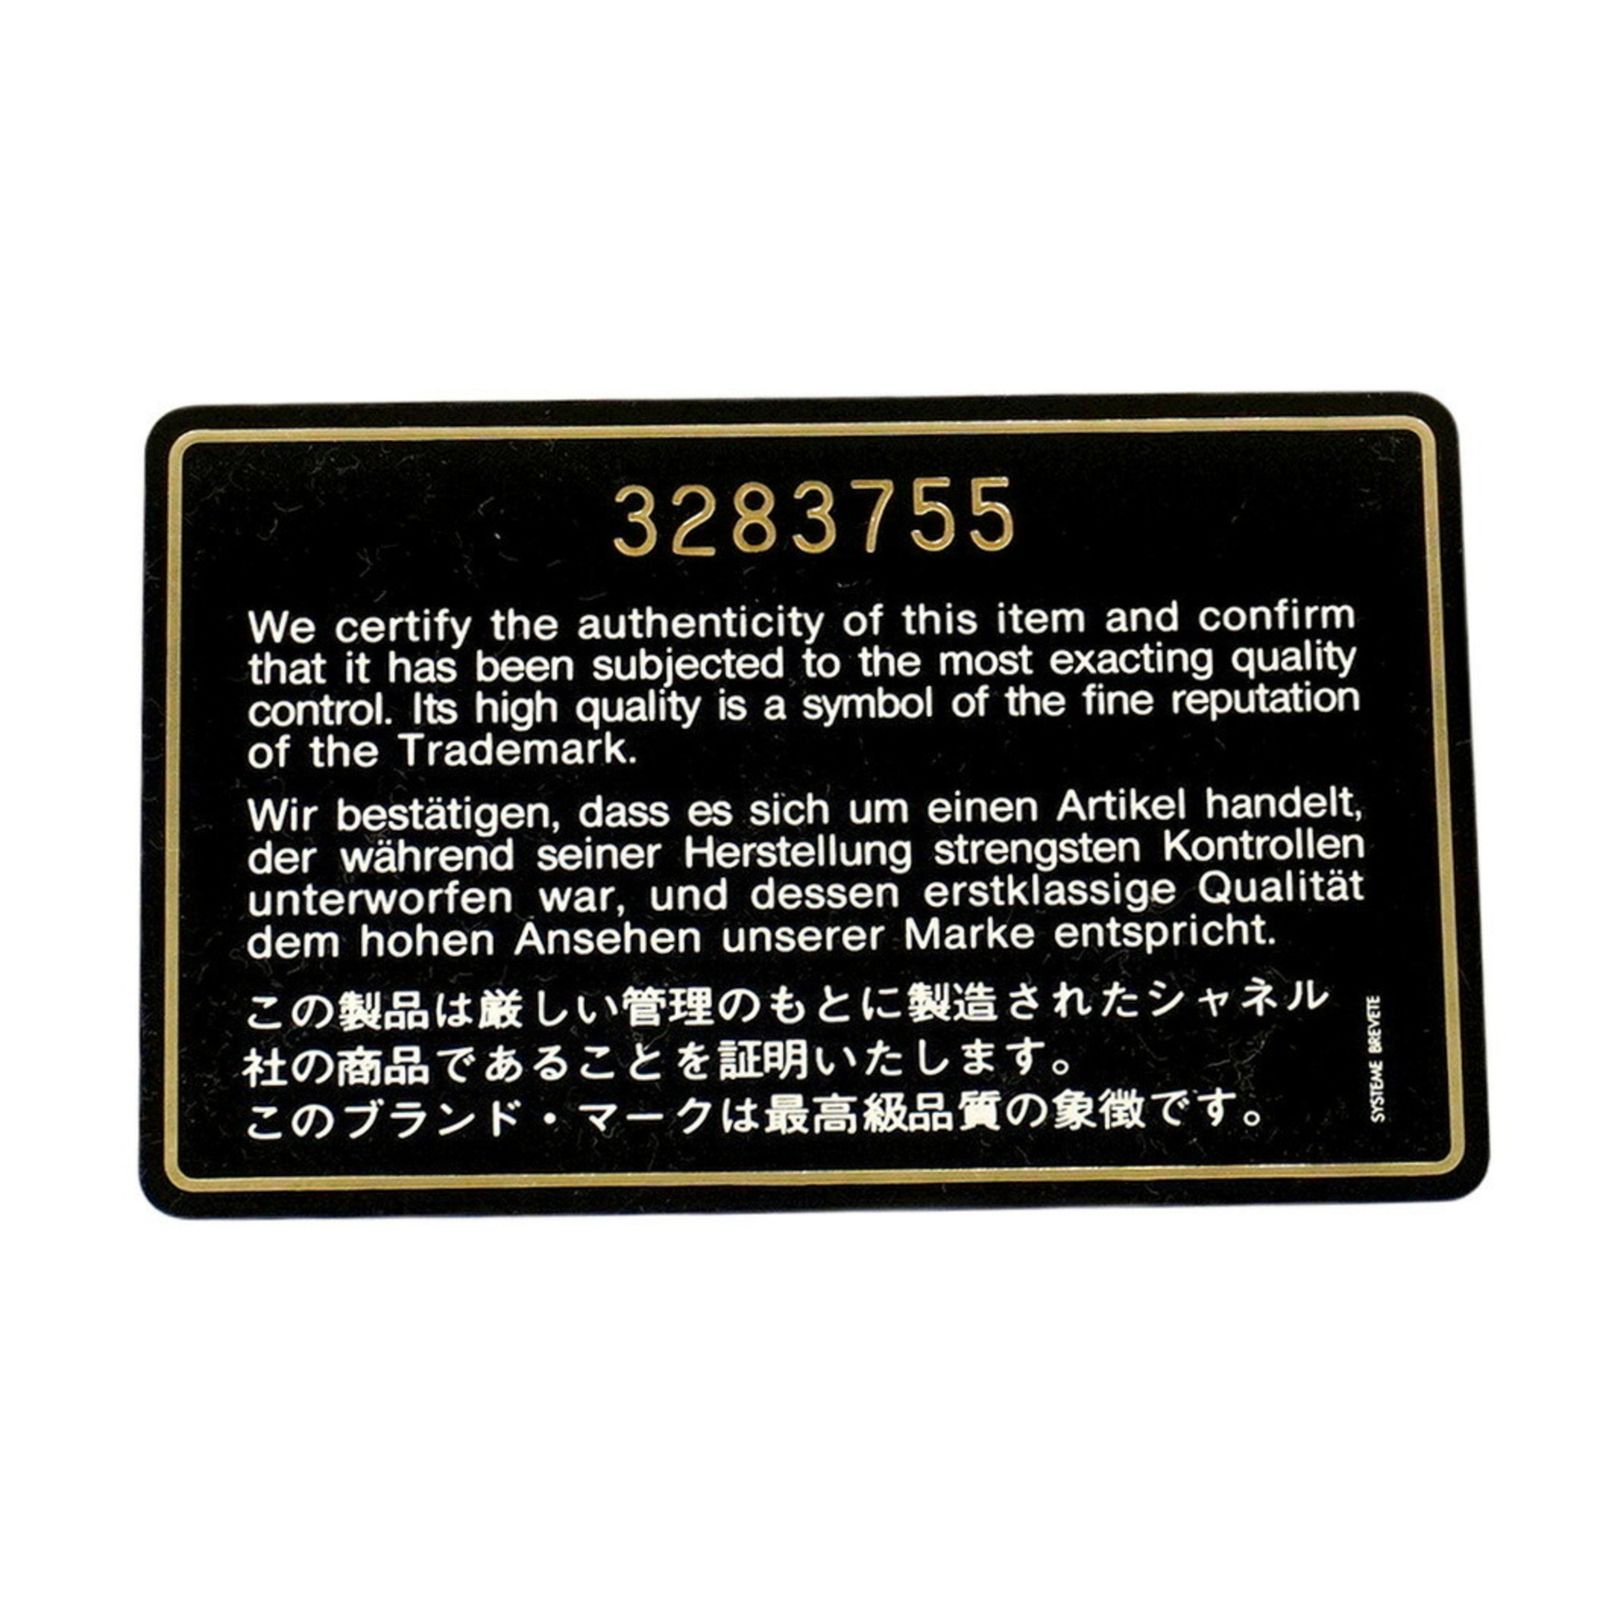 3283755
We certify the authenticity of this item and confirm
that it has been subjected to the most exacting quality
control. Its high quality is a symbol of the fine reputation
of the Trademark.
Wir bestätigen, dass es sich um einen Artikel handelt,
der während seiner Herstellung strengsten Kontrollen
unterworfen war, und dessen erstklassige Qualität
dem hohen Ansehen unserer Marke entspricht.
この製品は厳しい管理のもとに製造されたシャネル
社の商品であることを証明いたします。
このブランド・マークは最高級品質の象徴です。
SYSTEME BREVETE